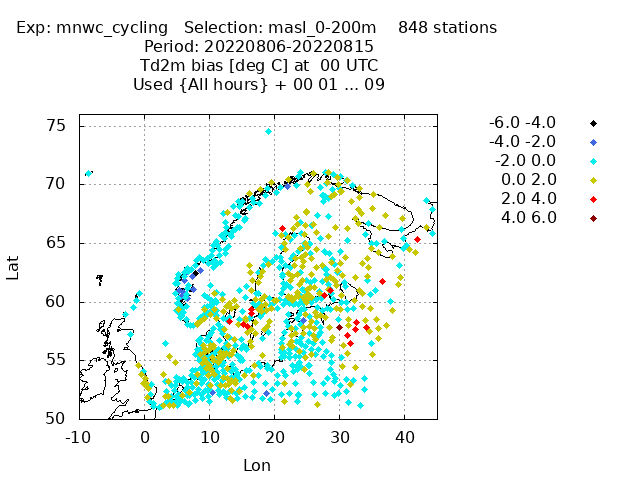 Exp: mnwc_cycling   Selection: masl_0-200m    848 stations
Period: 20220806-20220815
Td2m bias [deg C] at  00 UTC
Used {All hours} + 00 01 ... 09
-6.0 -4.0
-4.0 -2.0
-2.0 0.0
0.0 2.0
2.0 4.0
4.0 6.0
75
70
65
60
55
50
Lat
-10 0 10 20 30 40
Lon